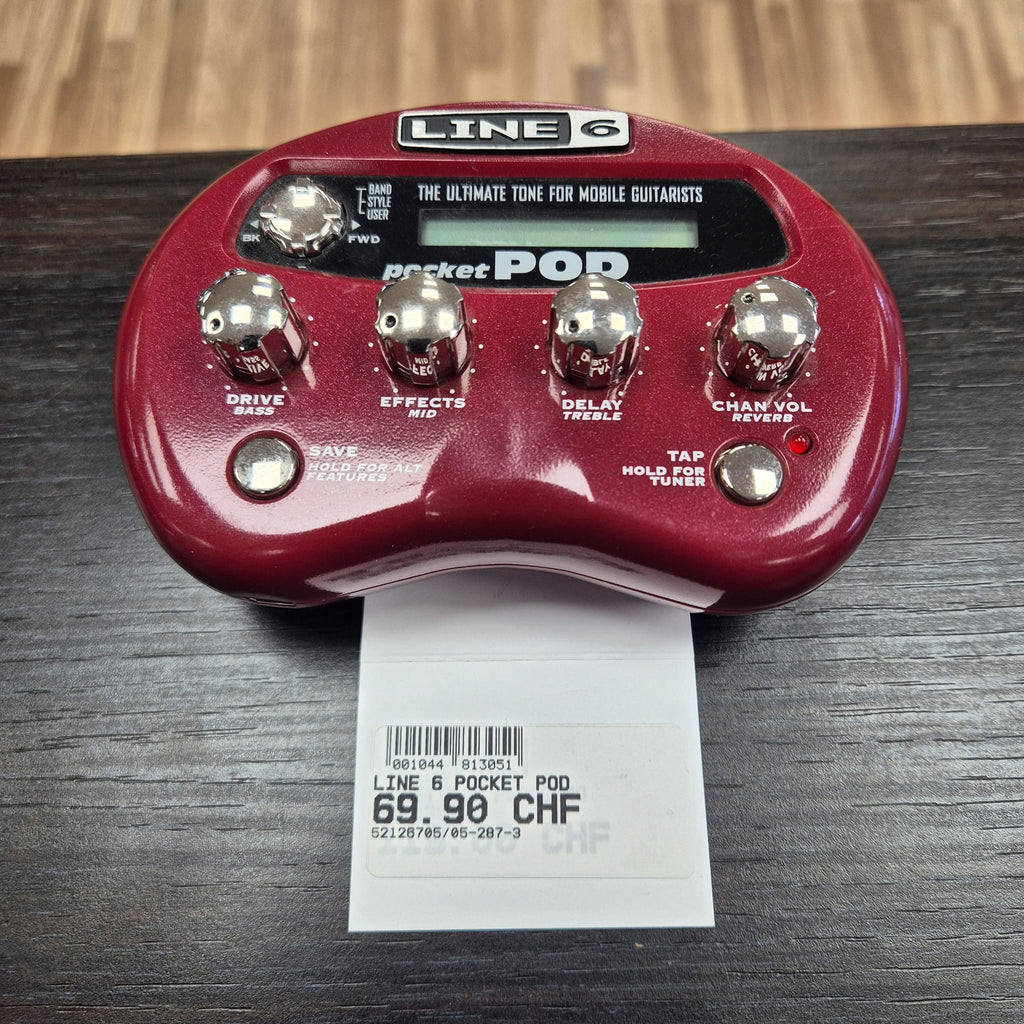 LINE 6
BAND
STYLE
USER
BK FWD
THE ULTIMATE TONE FOR MOBILE GUITARISTS
pocket POD
DRIVE
BASS
EFFECTS
MID
DELAY
TREBLE
CHAN VOL
REVERB
SAVE
HOLD FOR ALT
FEATURES
TAP
HOLD FOR
TUNER
001044 813051
LINE 6 POCKET POD
69.90 CHF
52126705/05-287-3
CHF